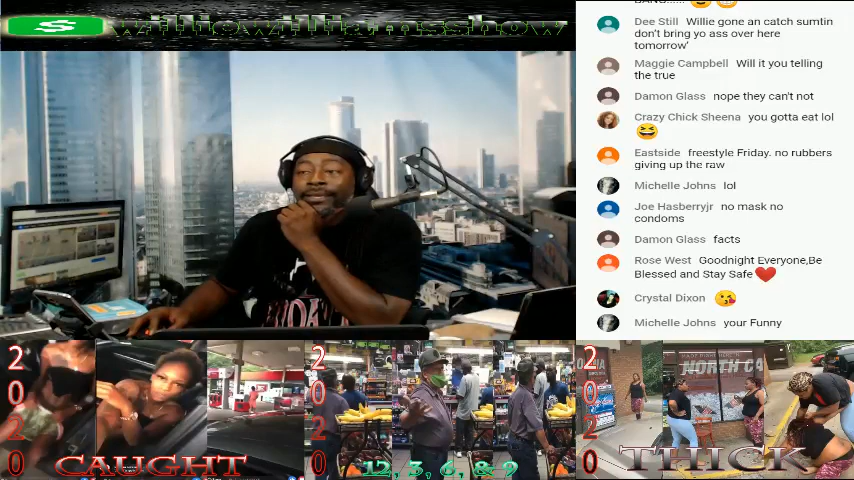 williewilliamsshow
Dee Still Willie gone an catch sumtin
don't bring yo ass over here
tomorrow'
Maggie Campbell Will it you telling
the true
Damon Glass nope they can't not
Crazy Chick Sheena you gotta eat lol
😆
Eastside freestyle Friday. no rubbers
giving up the raw
Michelle Johns lol
Joe Hasberryjr no mask no
condoms
Damon Glass facts
Rose West Goodnight Everyone,Be
Blessed and Stay Safe ❤️
Crystal Dixon 😘
Michelle Johns your Funny
2020
CAUGHT
2020
12, 3, 6, & 9
2020
NORTH C
THICK